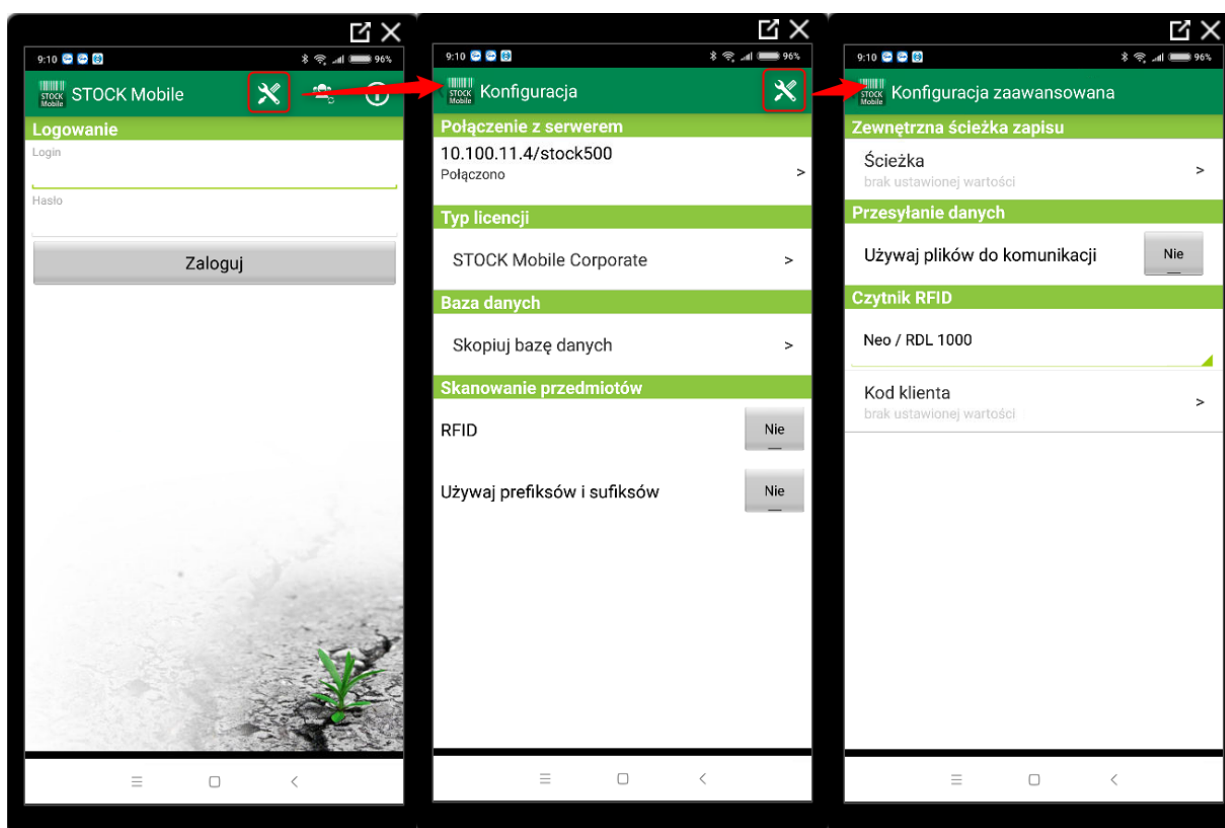 9:10
96%
STOCK
Mobile
STOCK Mobile
Logowanie
Login
Hasło
Zaloguj
9:10
96%
STOCK
Mobile
Konfiguracja
Połączenie z serwerem
10.100.11.4/stock500
Połączono
>
Typ licencji
STOCK Mobile Corporate
>
Baza danych
Skopiuj bazę danych
>
Skanowanie przedmiotów
RFID
Nie
Używaj prefiksów i sufiksów
Nie
9:10
96%
STOCK
Mobile
Konfiguracja zaawansowana
Zewnętrzna ścieżka zapisu
Ścieżka
brak ustawionej wartości
>
Przesyłanie danych
Używaj plików do komunikacji
Nie
Czytnik RFID
Neo / RDL 1000
Kod klienta
brak ustawionej wartości
>